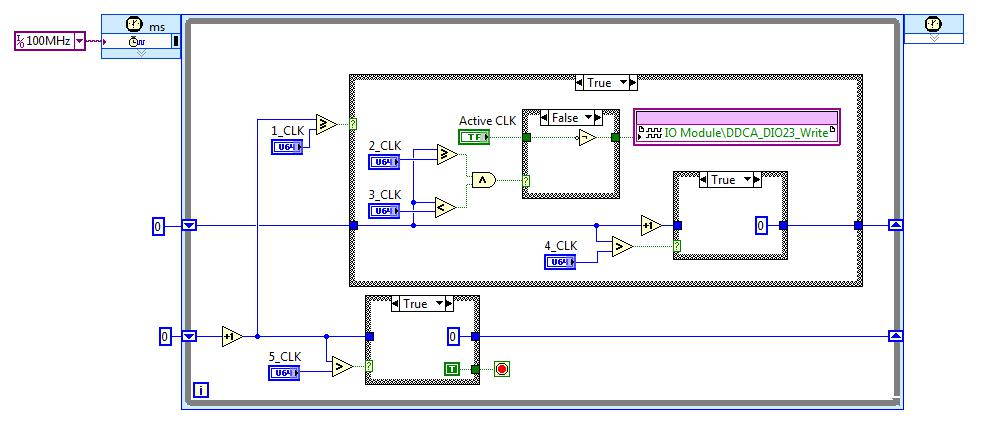 ms
100MHz
True
1_CLK
U64
Active CLK
TF
False
IO Module\DDCA_DIO23_Write
2_CLK
U64
3_CLK
U64
True
0
+1
0
4_CLK
U64
True
0
+1
0
5_CLK
U64
T
i